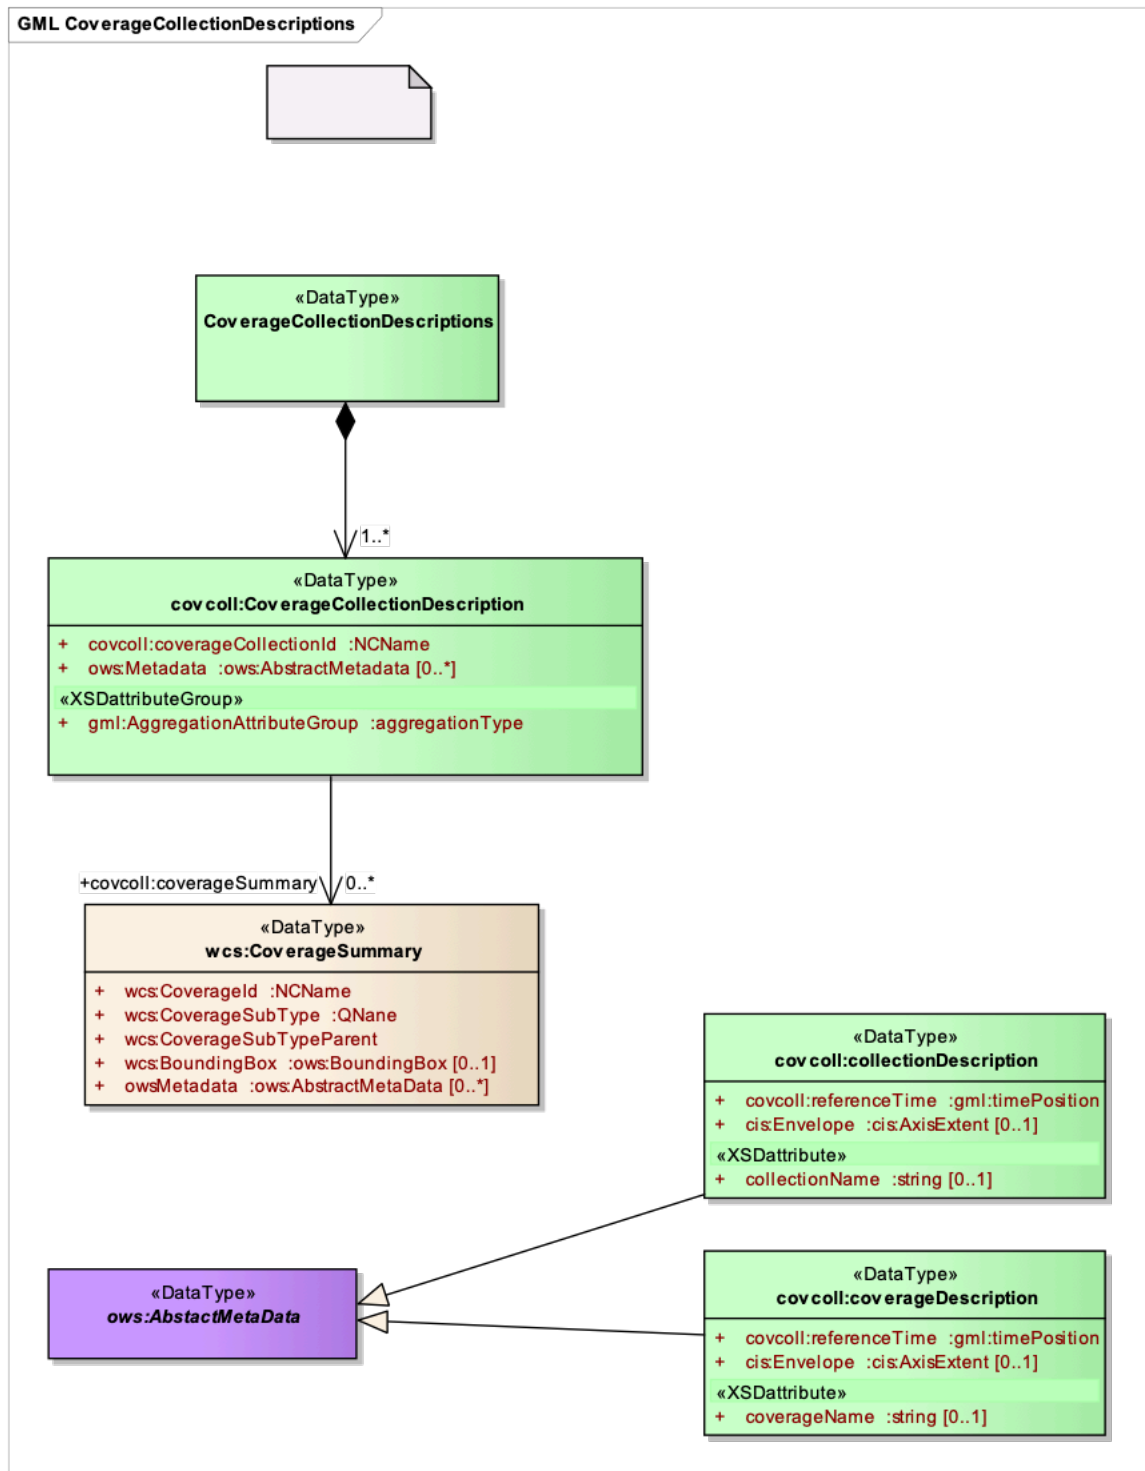 GML CoverageCollectionDescriptions
«DataType»
CoverageCollectionDescriptions
1..*
«DataType»
covcoll:CoverageCollectionDescription
+ covcoll:coverageCollectionId :NCName
+ ows:Metadata :ows:AbstractMetadata [0..*]
«XSDattributeGroup»
+ gml:AggregationAttributeGroup :aggregationType
+covcoll:coverageSummary 0..*
«DataType»
wcs:CoverageSummary
+ wcs:CoverageId :NCName
+ wcs:CoverageSubType :QNane
+ wcs:CoverageSubTypeParent
+ wcs:BoundingBox :ows:BoundingBox [0..1]
+ owsMetadata :ows:AbstractMetaData [0..*]
«DataType»
covcoll:collectionDescription
+ covcoll:referenceTime :gml:timePosition
+ cis:Envelope :cis:AxisExtent [0..1]
«XSDattribute»
+ collectionName :string [0..1]
«DataType»
ows:AbstactMetaData
«DataType»
covcoll:coverageDescription
+ covcoll:referenceTime :gml:timePosition
+ cis:Envelope :cis:AxisExtent [0..1]
«XSDattribute»
+ coverageName :string [0..1]